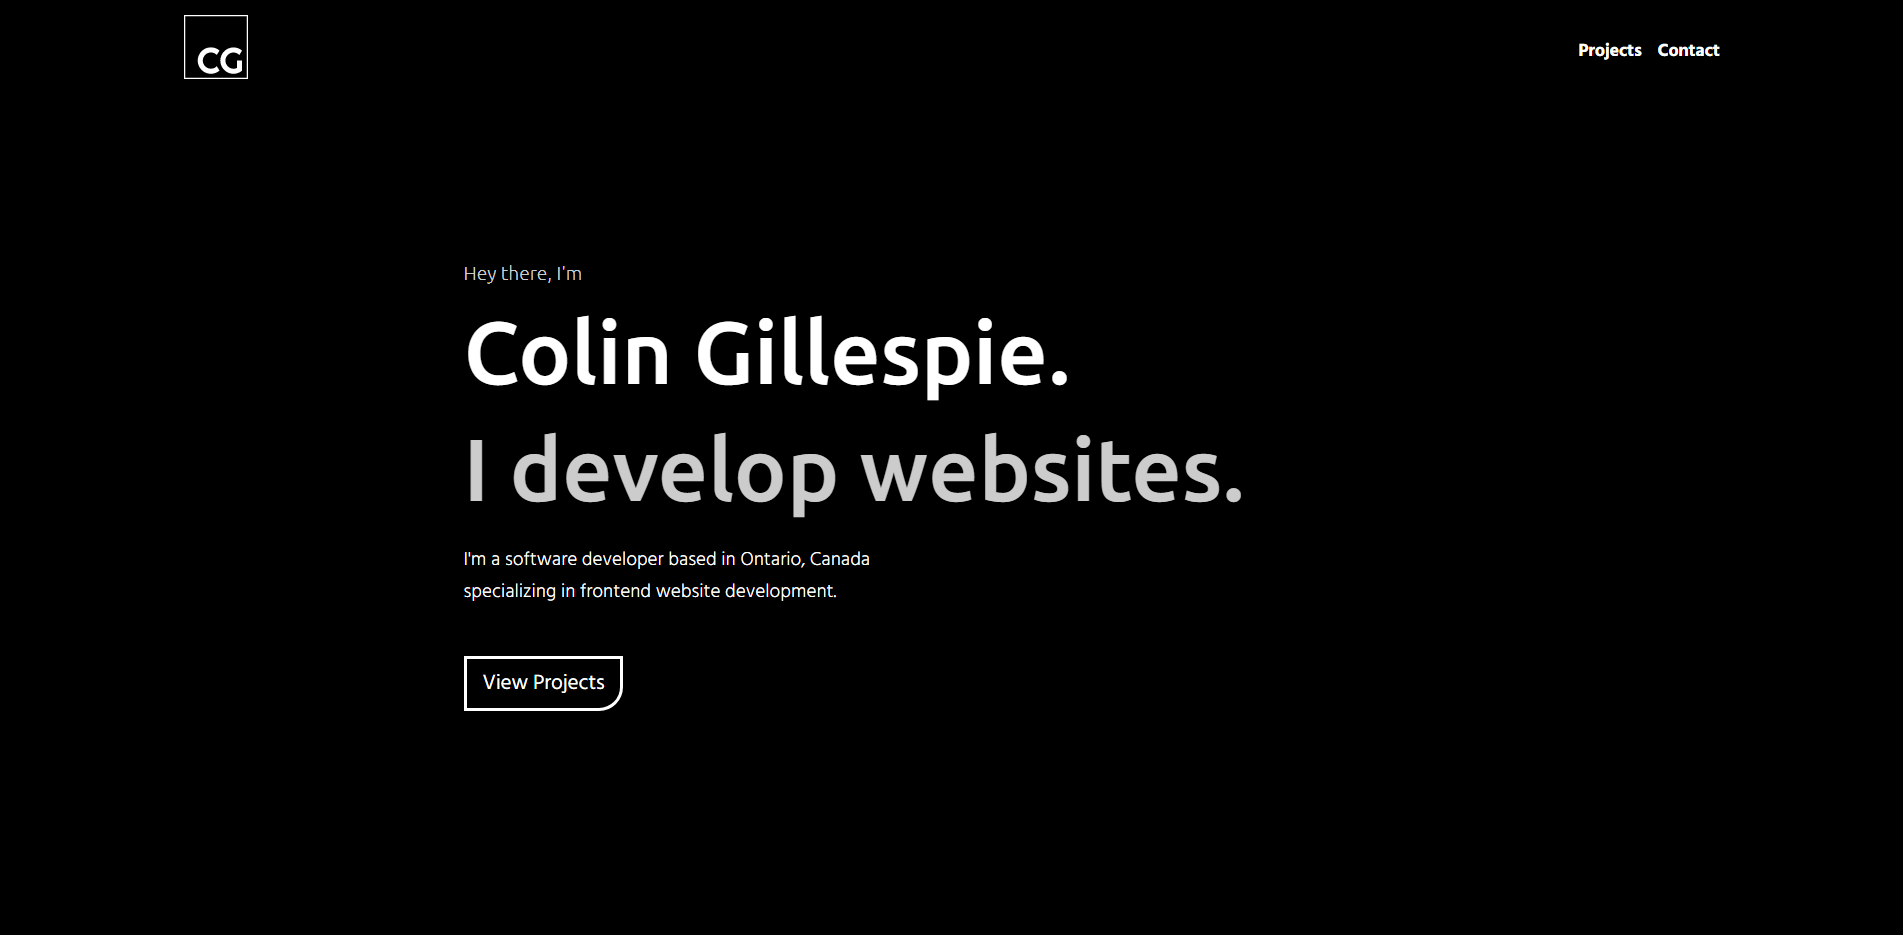 CG
Projects Contact
Hey there, I'm
Colin Gillespie.
I develop websites.
I'm a software developer based in Ontario, Canada
specializing in frontend website development.
View Projects